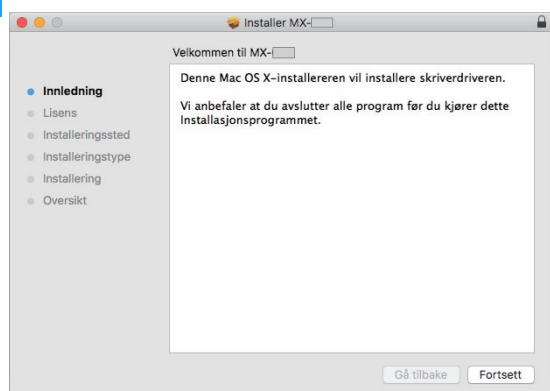 Installer MX-
Velkommen til MX-
Innledning
Lisens
Installeringssted
Installeringstype
Installering
Oversikt
Denne Mac OS X-installereren vil installere skriverdriveren.
Vi anbefaler at du avslutter alle program før du kjører dette
Installasjonsprogrammet.
Gå tilbake
Fortsett